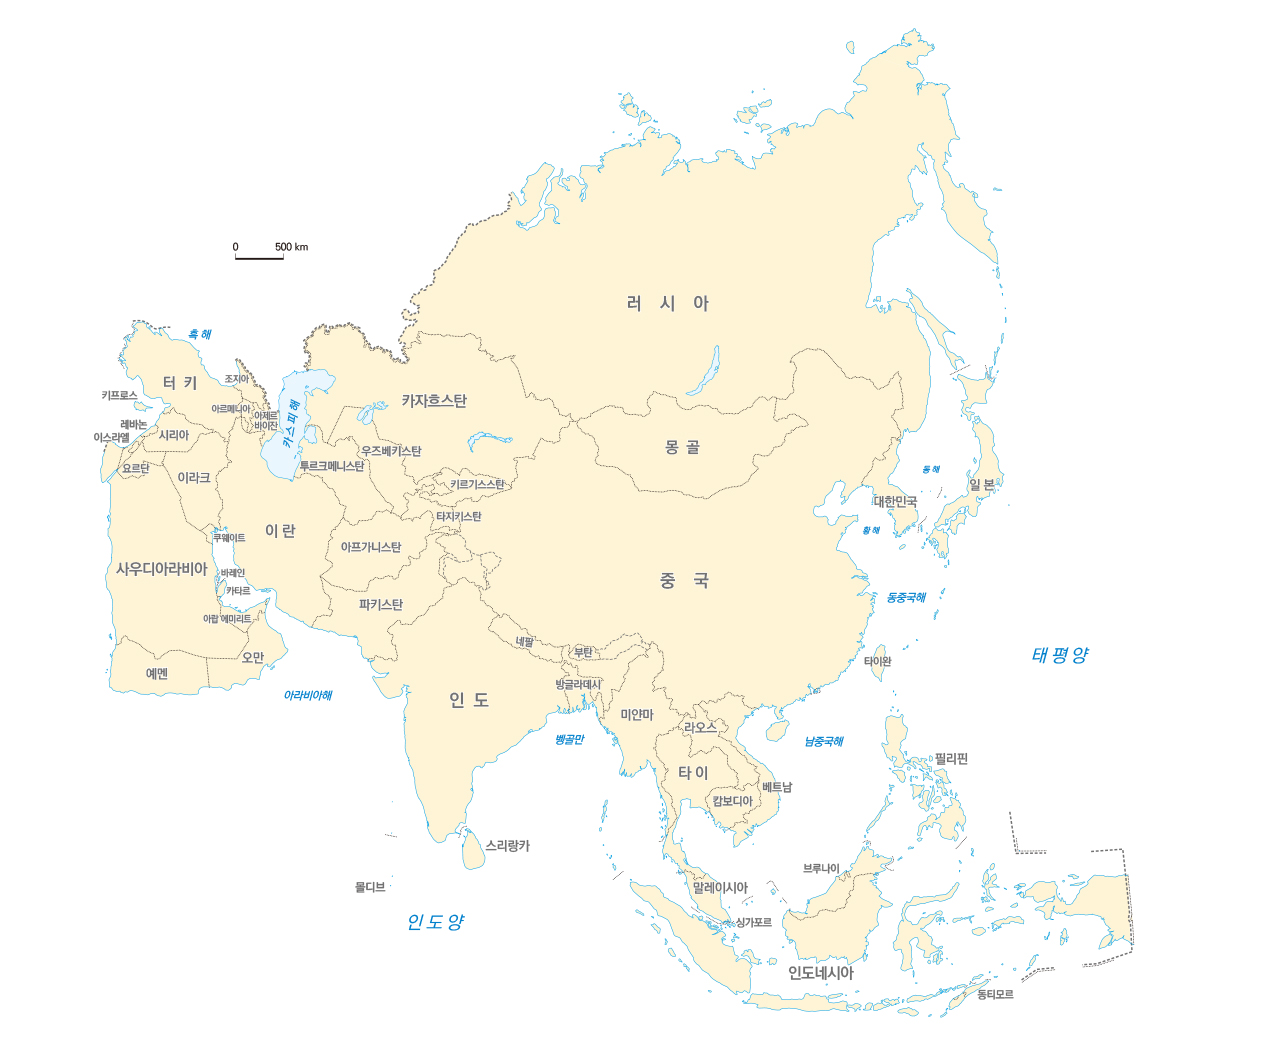 0 500 km
러 시 아
흑 해
터 키
조지아
키프로스
아르메니아
아제르
바이잔
카스피 해
카자흐스탄
레바논
이스라엘
시리아
요르단
이라크
투르크메니스탄
우즈베키스탄
키르기스스탄
타지키스탄
몽 골
동 해
일 본
대한민국
황 해
이 란
쿠웨이트
아프가니스탄
사우디아라비아
바레인
카타르
아랍 에미리트
파키스탄
중 국
동중국해
태 평 양
네팔
부탄
타이완
예멘
오만
아라비아해
인 도
방글라데시
미얀마
라오스
벵골만
남중국해
필리핀
타 이
베트남
캄보디아
스리랑카
몰디브
브루나이
말레이시아
싱가포르
인 도 양
인도네시아
동티모르